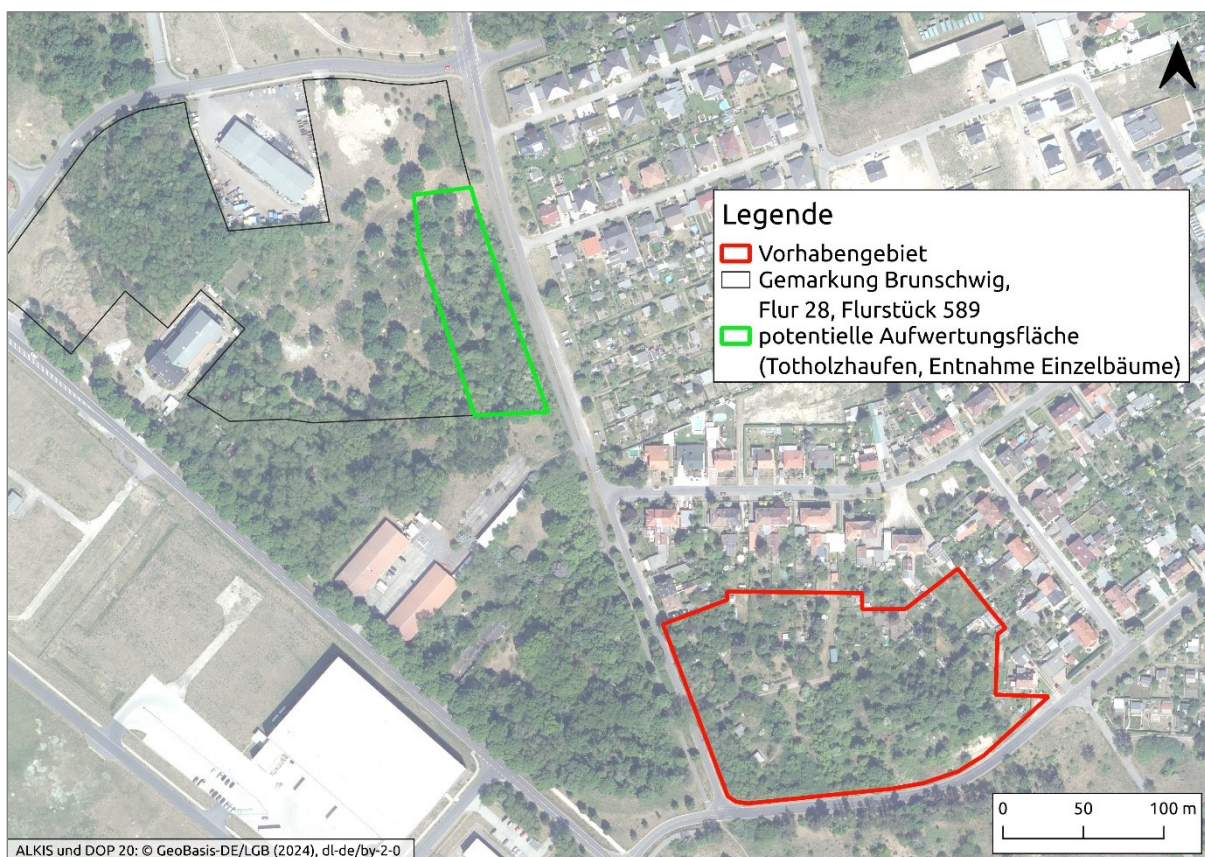 Legende
Vorhabengebiet
Gemarkung Brunschwig,
Flur 28, Flurstück 589
potentielle Aufwertungsfläche
(Totholzhaufen, Entnahme Einzelbäume)
0 50 100 m
ALKIS und DOP 20: © GeoBasis-DE/LGB (2024), dl-de/by-2-0